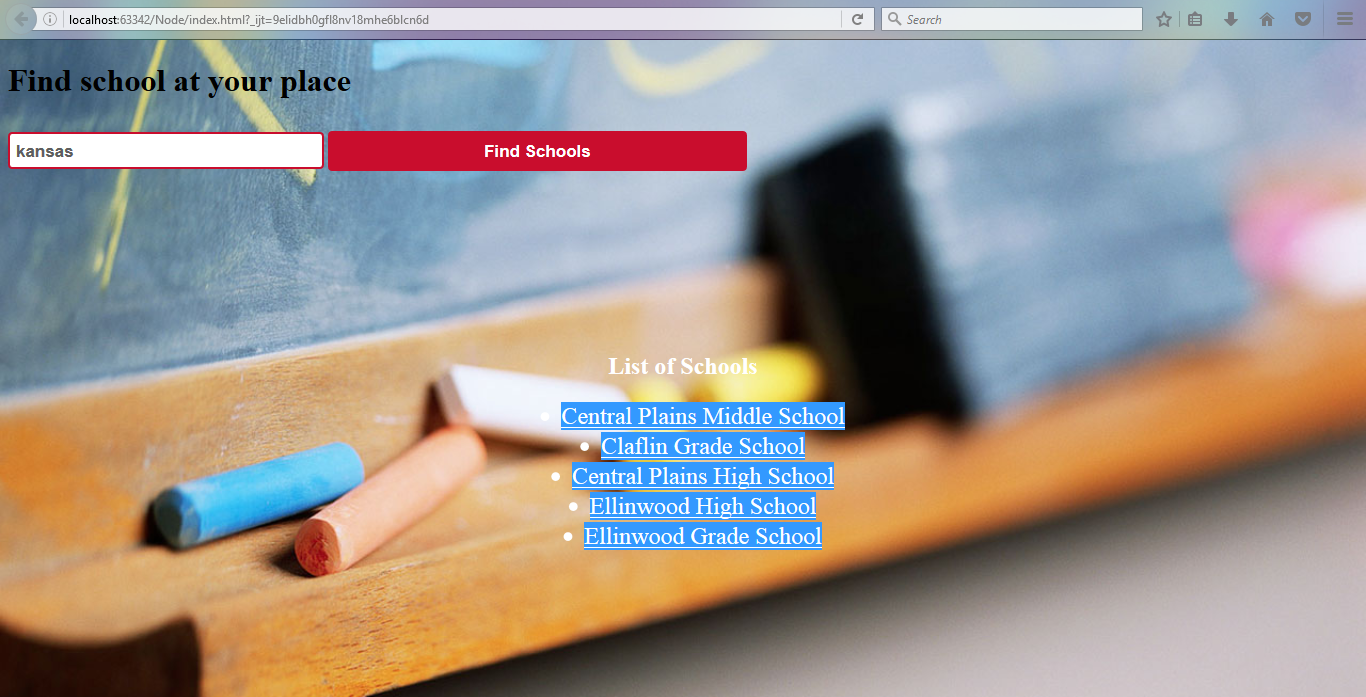 localhost:63342/Node/index.html?_ijt=9elidbh0gfl8nv18mhe6blcn6d
Search
Find school at your place
kansas
Find Schools
List of Schools
• Central Plains Middle School
• Claflin Grade School
• Central Plains High School
• Ellinwood High School
• Ellinwood Grade School